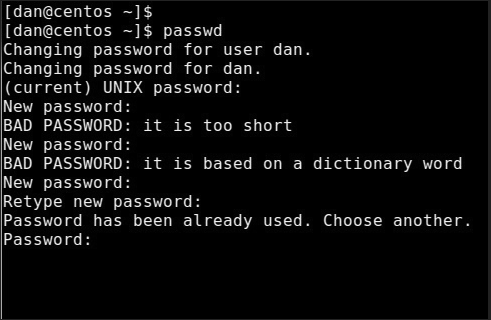 [dan@centos ~]$
[dan@centos ~]$ passwd
Changing password for user dan.
Changing password for dan.
(current) UNIX password:
New password:
BAD PASSWORD: it is too short
New password:
BAD PASSWORD: it is based on a dictionary word
New password:
Retype new password:
Password has been already used. Choose another.
Password: